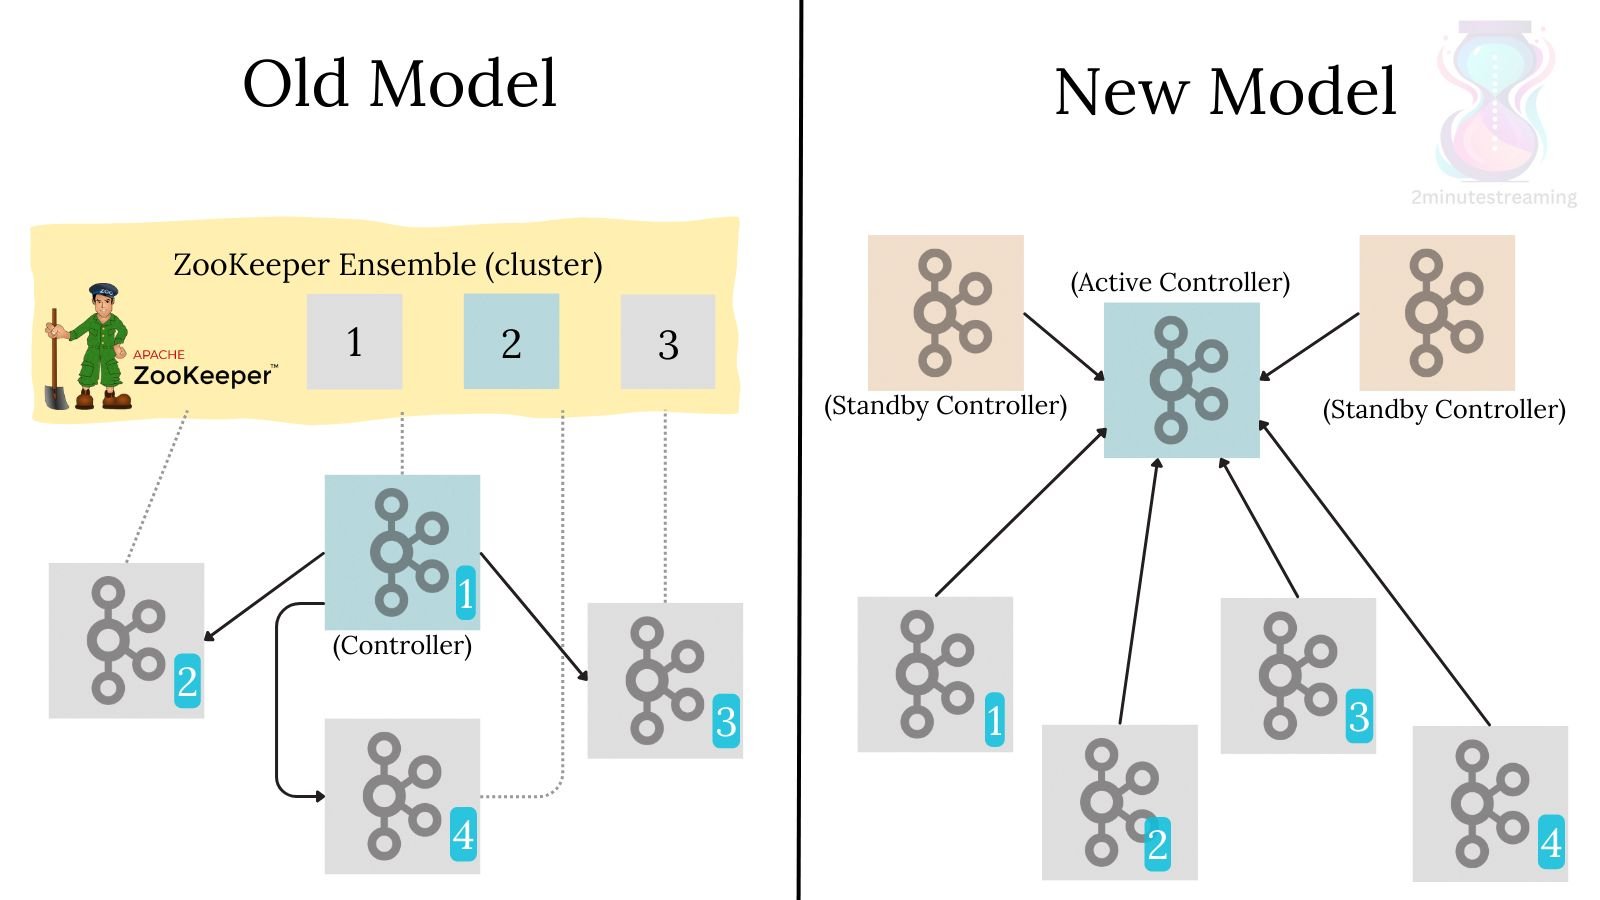 Old Model
ZooKeeper Ensemble (cluster)
1
2
3
ZOO
APACHE
ZooKeeper™
1
(Controller)
2
3
4
New Model
2minutestreaming
(Active Controller)
(Standby Controller)
(Standby Controller)
1
3
2
4